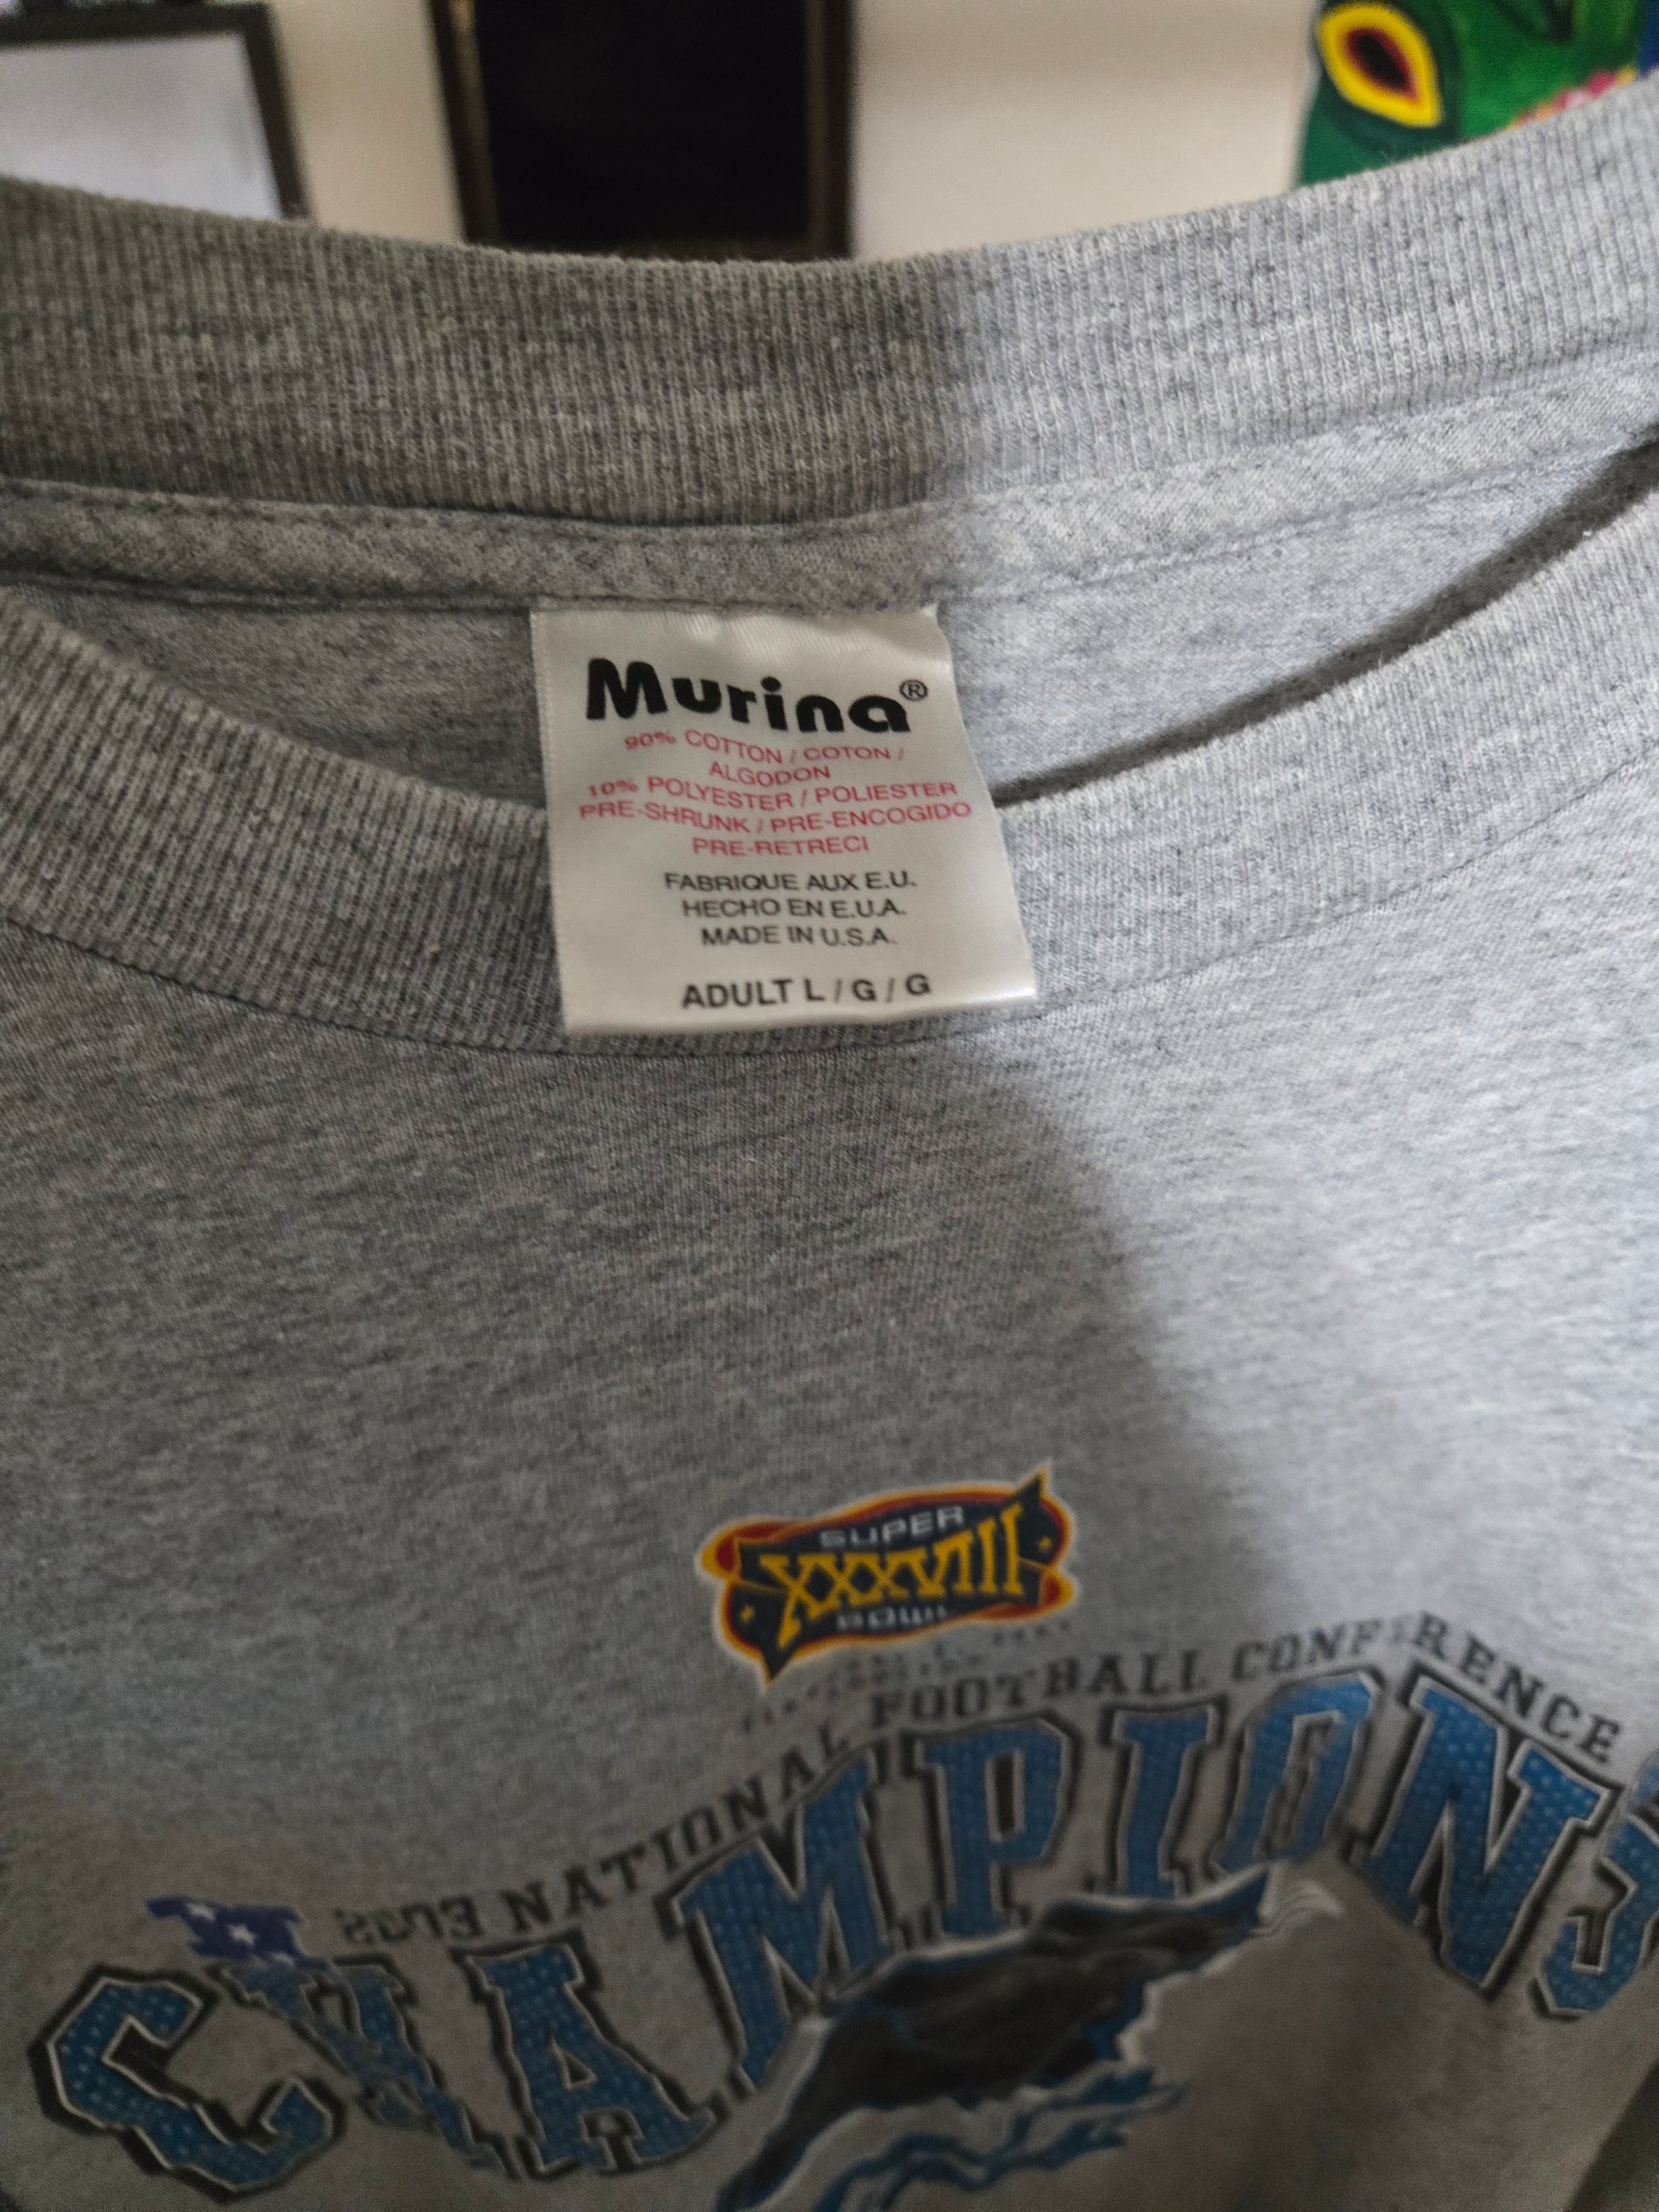 Murina®
90% COTTON / COTON /
ALGODON
10% POLYESTER / POLIESTER
PRE-SHRUNK / PRE-ENCOGIDO
PRE-RETRECI
FABRIQUE AUX E.U.
HECHO EN E.U.A.
MADE IN U.S.A.
ADULT L / G / G
SUPER
XXXVIII
BOWL
2003 NATIONAL FOOTBALL CONFERENCE
CHAMPIONS